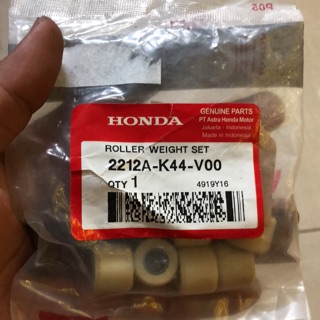 HONDA
GENUINE PARTS
PT Astra Honda Motor
Jakarta - Indonesia
Made in Indonesia
ROLLER WEIGHT SET
2212A-K44-V00
QTY 1
4919Y16